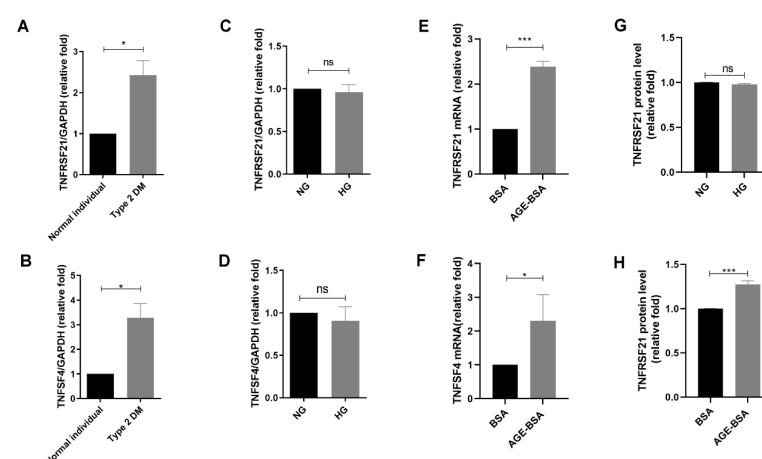 A
TNFRSF21/GAPDH (relative fold)
3
2
1
0
*
Normal individual
Type 2 DM
C
TNFRSF21/GAPDH (relative fold)
1.5
1.0
0.5
0.0
ns
NG
HG
E
TNFRSF21 mRNA (relative fold)
3
2
1
0
***
BSA
AGE-BSA
G
TNFRSF21 protein level
(relative fold)
1.5
1.0
0.5
0.0
ns
NG
HG
B
TNFSF4/GAPDH (relative fold)
5
4
3
2
1
0
*
Normal individual
Type 2 DM
D
TNFSF4/GAPDH (relative fold)
1.5
1.0
0.5
0.0
ns
NG
HG
F
TNFSF4 mRNA(relative fold)
4
3
2
1
0
*
BSA
AGE-BSA
H
TNFRSF21 protein level
(relative fold)
1.5
1.0
0.5
0.0
***
BSA
AGE-BSA